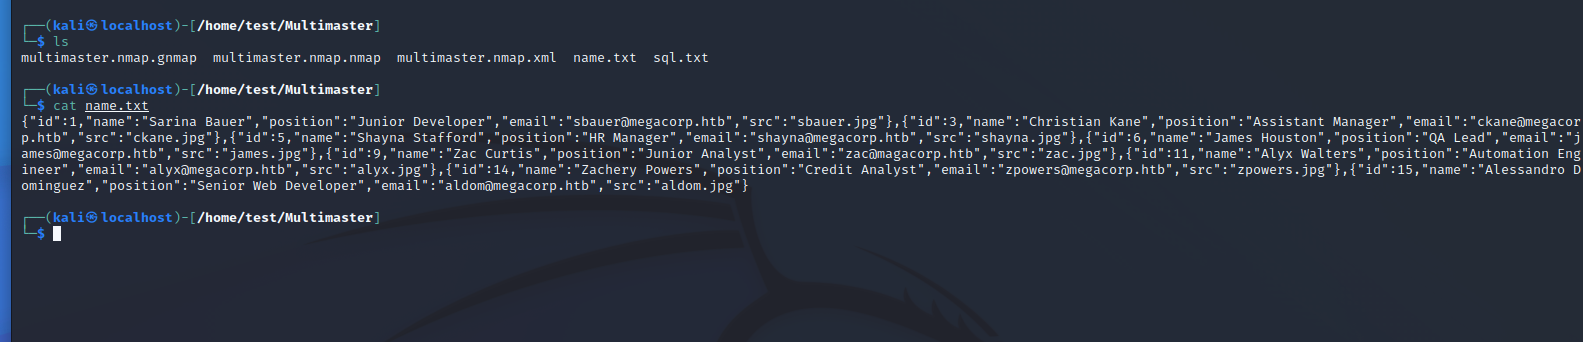 ┌──(kali㉿localhost)-[/home/test/Multimaster]
└─$ ls
multimaster.nmap.gnmap  multimaster.nmap.nmap  multimaster.nmap.xml  name.txt  sql.txt
┌──(kali㉿localhost)-[/home/test/Multimaster]
└─$ cat name.txt
{"id":1,"name":"Sarina Bauer","position":"Junior Developer","email":"sbauer@megacorp.htb","src":"sbauer.jpg"},{"id":3,"name":"Christian Kane","position":"Assistant Manager","email":"ckane@megacor
p.htb","src":"ckane.jpg"},{"id":5,"name":"Shayna Stafford","position":"HR Manager","email":"shayna@megacorp.htb","src":"shayna.jpg"},{"id":6,"name":"James Houston","position":"QA Lead","email":"j
ames@megacorp.htb","src":"james.jpg"},{"id":9,"name":"Zac Curtis","position":"Junior Analyst","email":"zac@magacorp.htb","src":"zac.jpg"},{"id":11,"name":"Alyx Walters","position":"Automation Eng
ineer","email":"alyx@megacorp.htb","src":"alyx.jpg"},{"id":14,"name":"Zachery Powers","position":"Credit Analyst","email":"zpowers@megacorp.htb","src":"zpowers.jpg"},{"id":15,"name":"Alessandro D
ominguez","position":"Senior Web Developer","email":"aldom@megacorp.htb","src":"aldom.jpg"}
┌──(kali㉿localhost)-[/home/test/Multimaster]
└─$